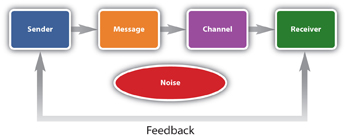 Sender
Message
Channel
Receiver
Noise
Feedback